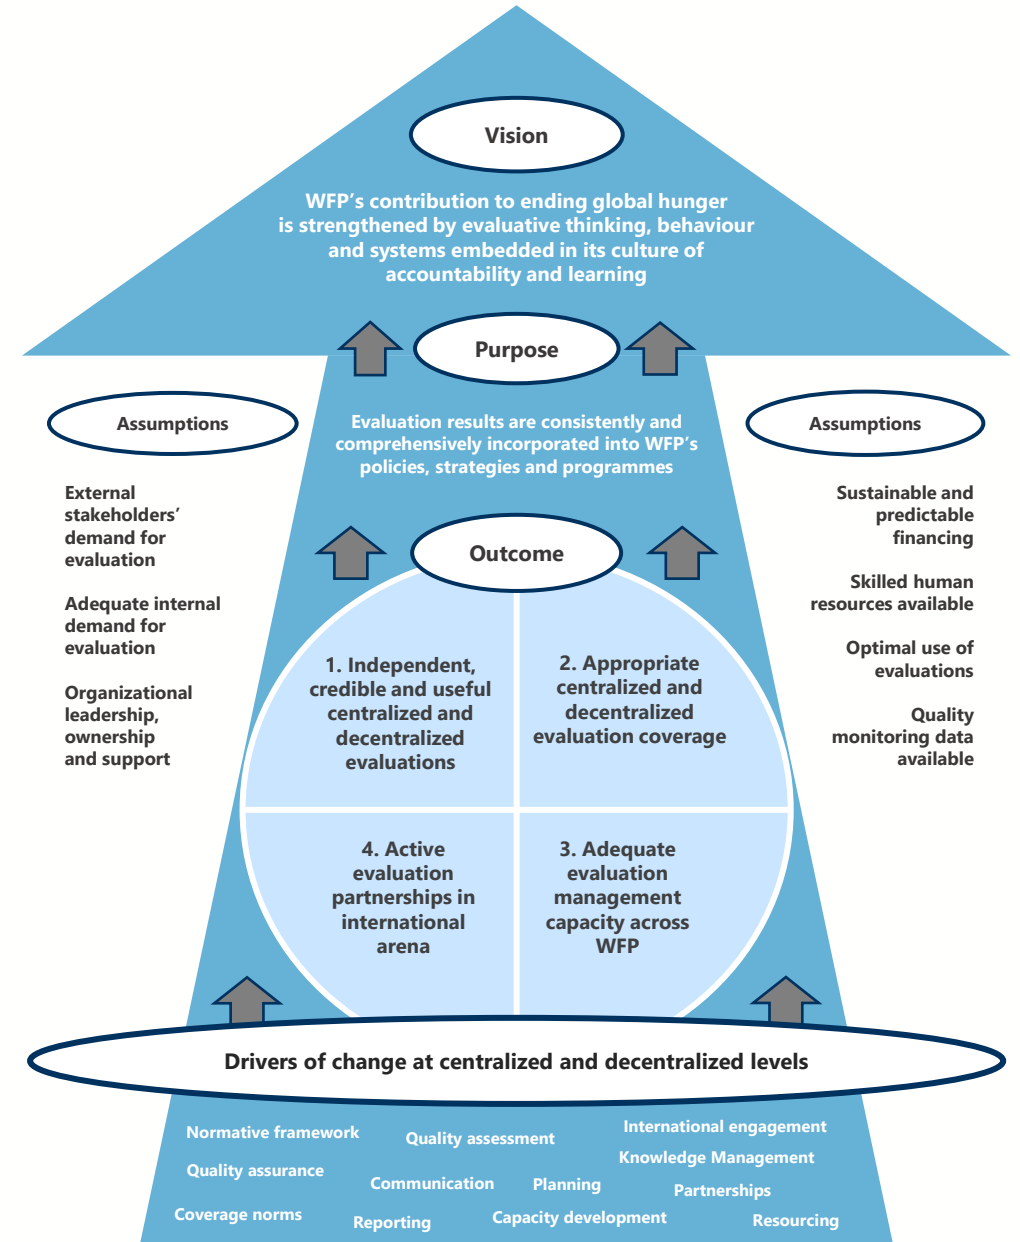 Vision
WFP’s contribution to ending global hunger
is strengthened by evaluative thinking, behaviour
and systems embedded in its culture of
accountability and learning
Purpose
Evaluation results are consistently and
comprehensively incorporated into WFP’s
policies, strategies and programmes
Assumptions
External
stakeholders’
demand for
evaluation
Adequate internal
demand for
evaluation
Organizational
leadership,
ownership
and support
Assumptions
Sustainable and
predictable
financing
Skilled human
resources available
Optimal use of
evaluations
Quality
monitoring data
available
Outcome
1. Independent,
credible and useful
centralized and
decentralized
evaluations
2. Appropriate
centralized and
decentralized
evaluation coverage
4. Active
evaluation
partnerships in
international
arena
3. Adequate
evaluation
management
capacity across
WFP
Drivers of change at centralized and decentralized levels
Normative framework
Quality assessment
International engagement
Quality assurance
Knowledge Management
Communication
Planning
Partnerships
Coverage norms
Reporting
Capacity development
Resourcing